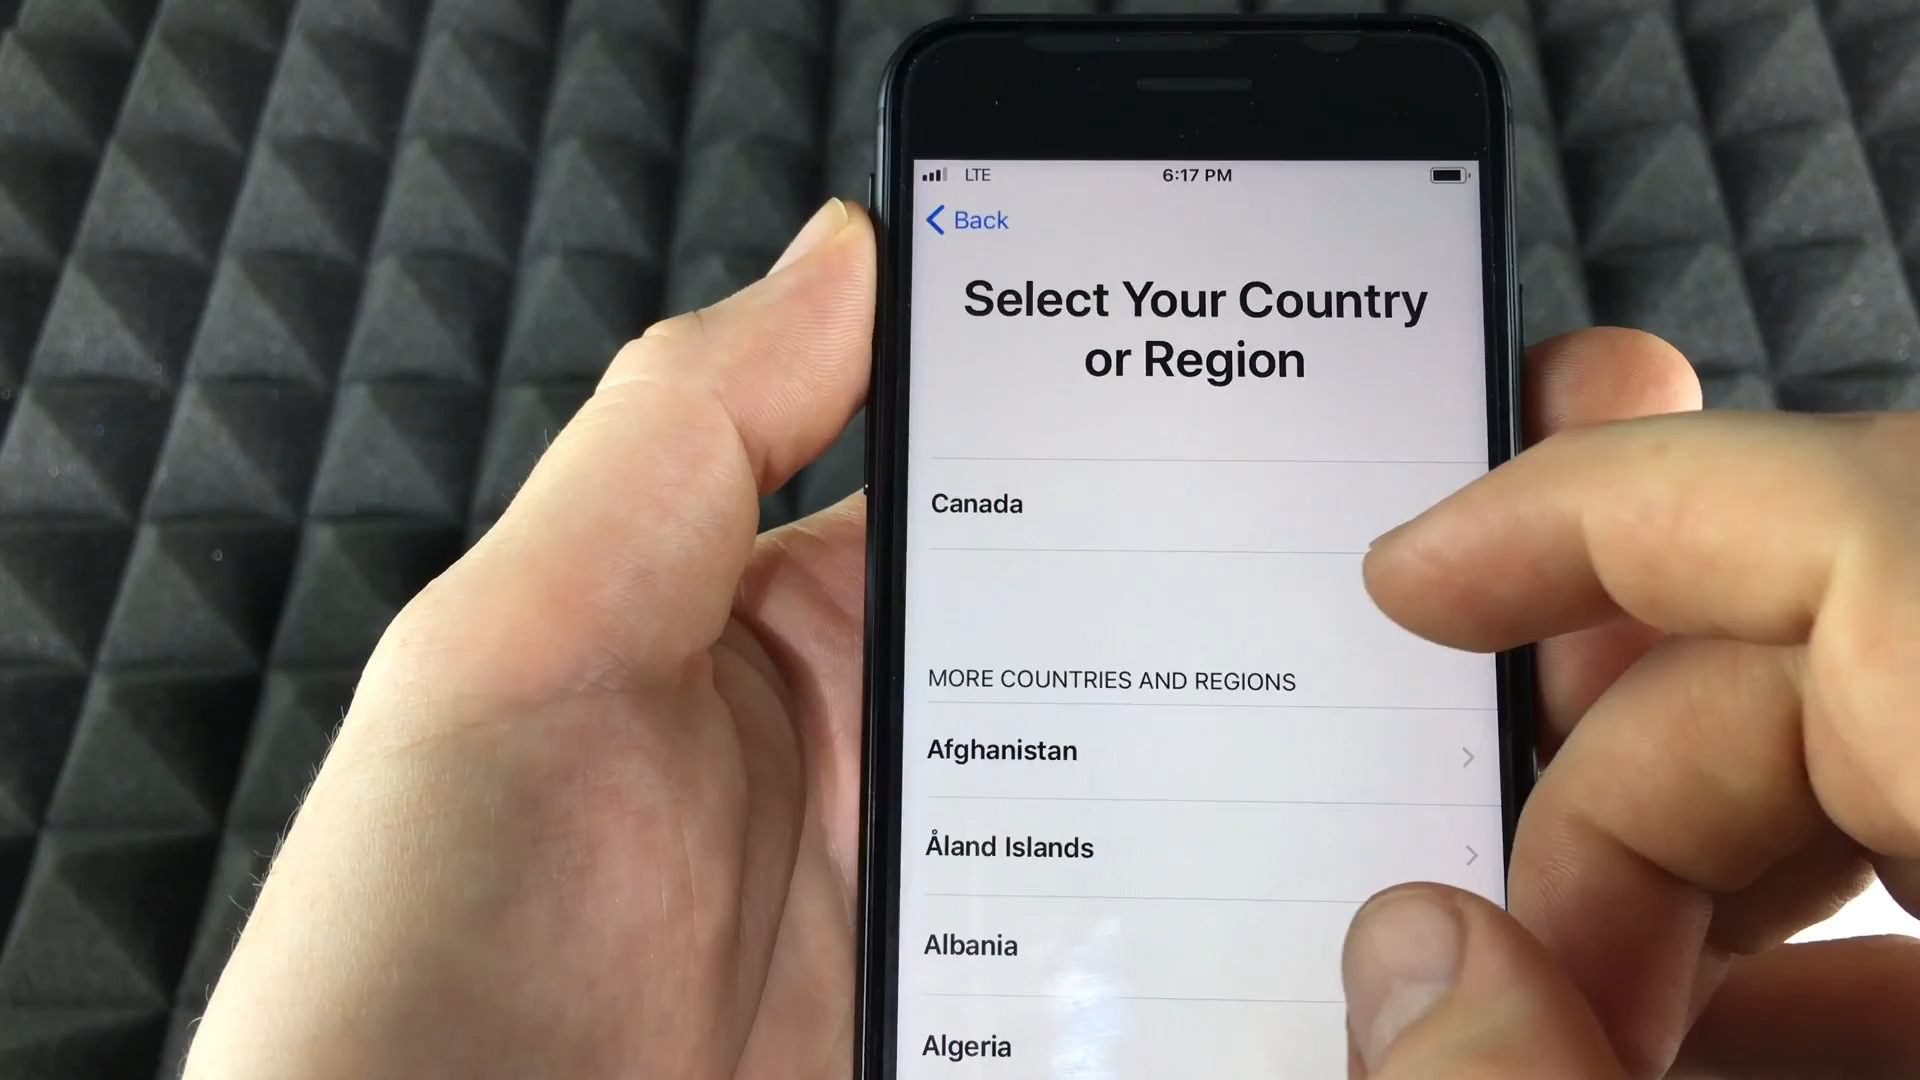 LTE
6:17 PM
Back
Select Your Country
or Region
Canada
MORE COUNTRIES AND REGIONS
Afghanistan
Åland Islands
Albania
Algeria